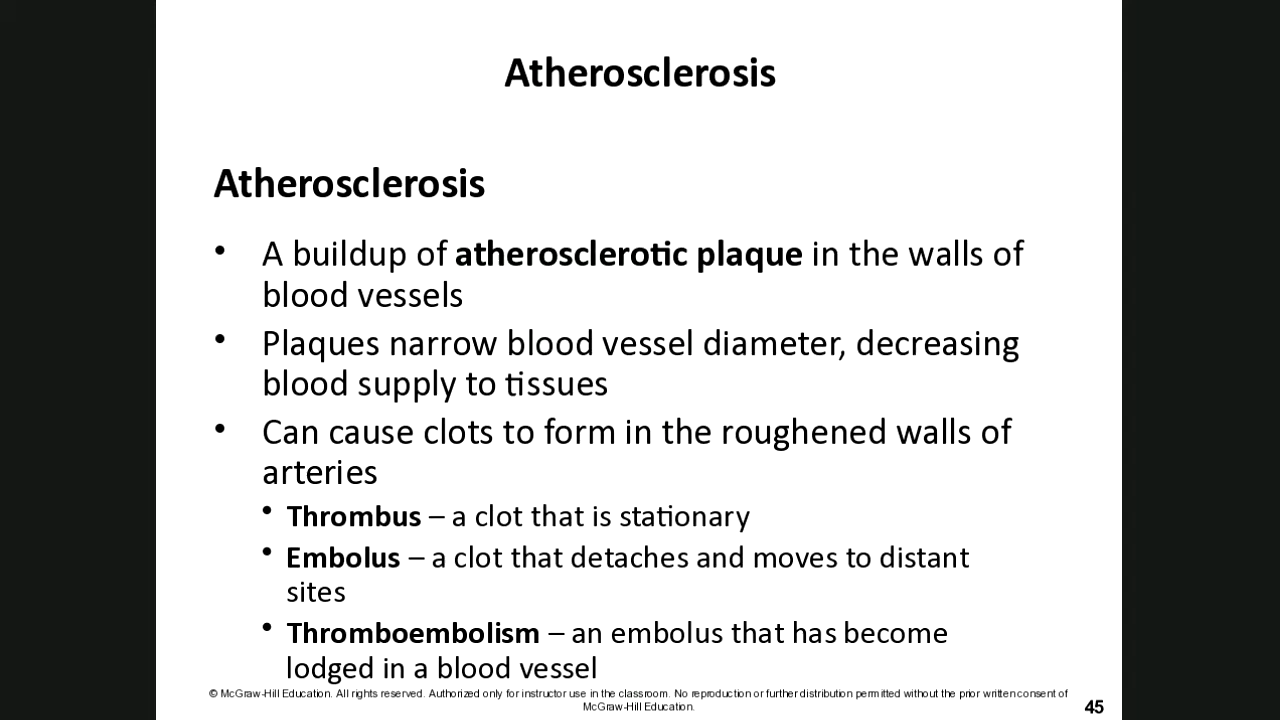 Atherosclerosis
Atherosclerosis
• A buildup of atherosclerotic plaque in the walls of
blood vessels
• Plaques narrow blood vessel diameter, decreasing
blood supply to tissues
• Can cause clots to form in the roughened walls of
arteries
• Thrombus – a clot that is stationary
• Embolus – a clot that detaches and moves to distant
sites
• Thromboembolism – an embolus that has become
lodged in a blood vessel
© McGraw-Hill Education. All rights reserved. Authorized only for instructor use in the classroom. No reproduction or further distribution permitted without the prior written consent of
McGraw-Hill Education.
45